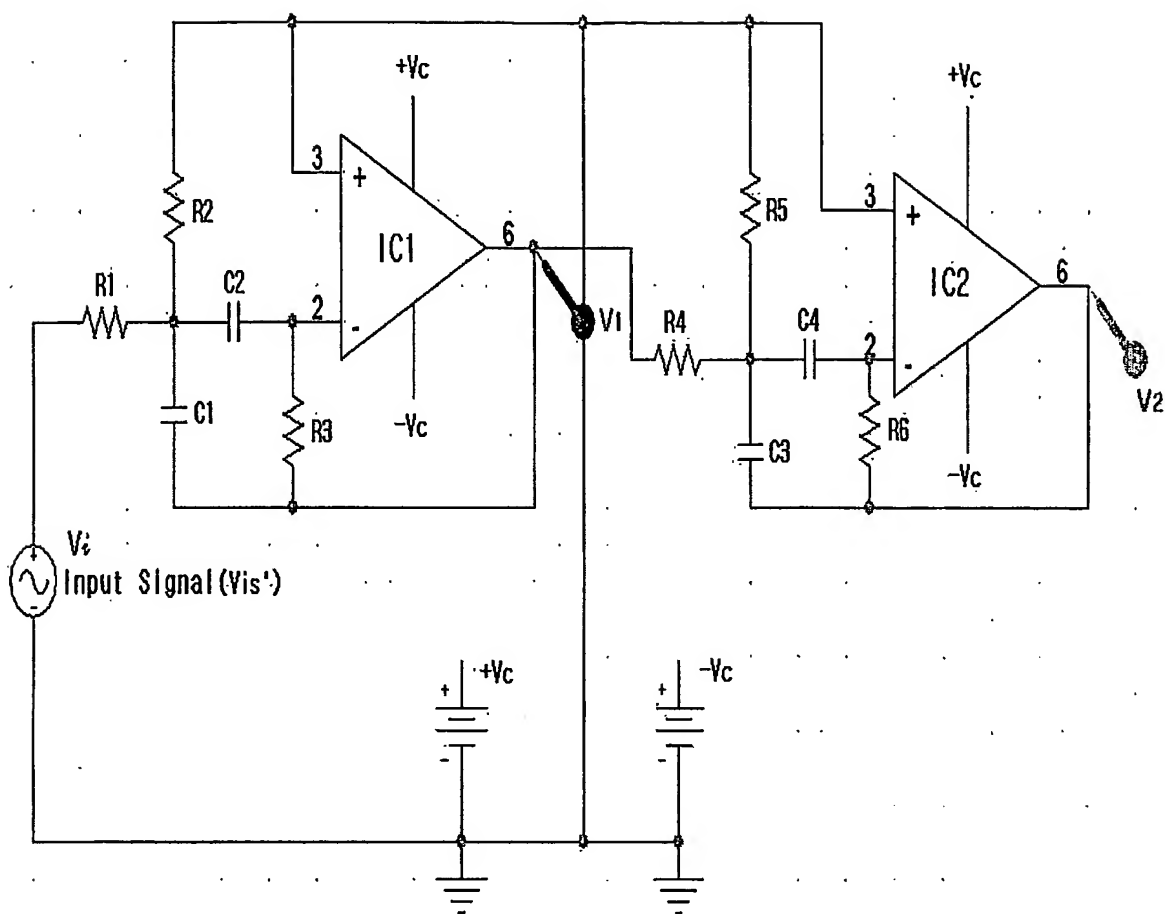 +Vc
+Vc
3
+
R2
R5
3
+
IC1
6
IC2
6
R1
C2
2
-
V1
R4
C4
2
-
V2
C1
R3
-Vc
C3
R6
-Vc
Vi
+
-
Input Signal(Vis')
+Vc
+
-
-Vc
+
-